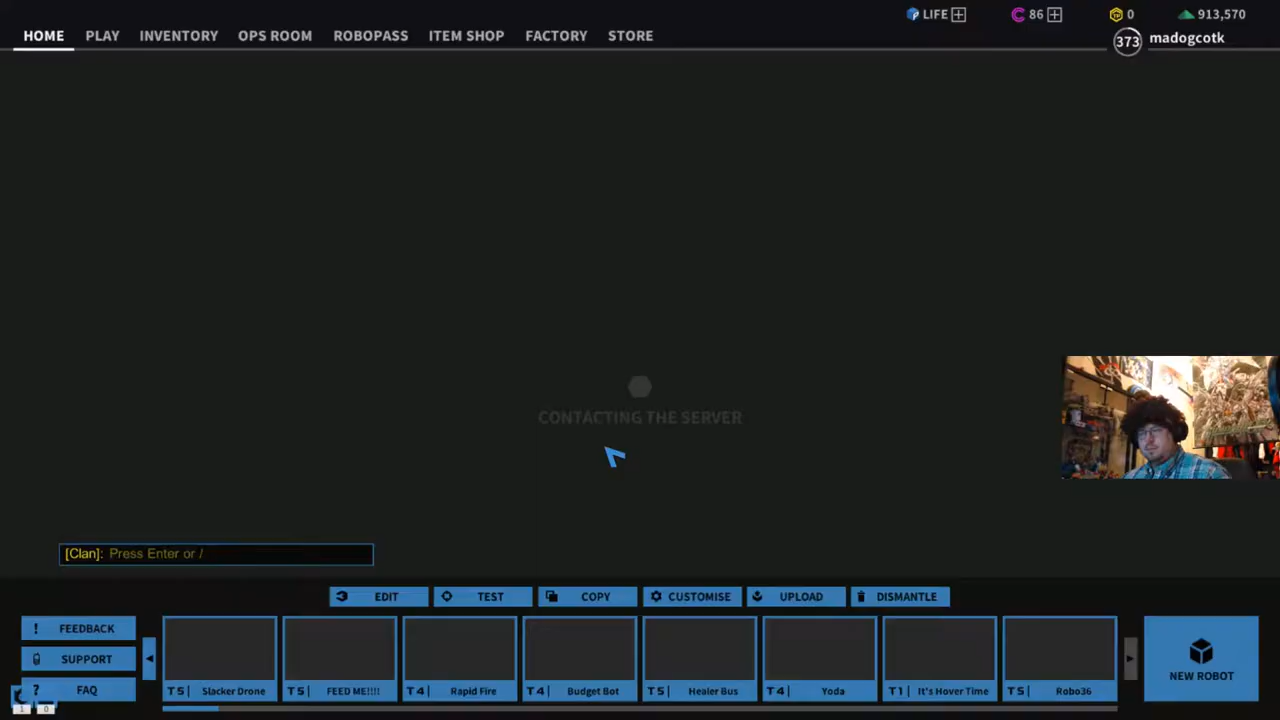 LIFE 86 0 913,570
HOME PLAY INVENTORY OPS ROOM ROBOPASS ITEM SHOP FACTORY STORE
373 madogcotk
CONTACTING THE SERVER
[Clan]: Press Enter or /
EDIT TEST COPY CUSTOMISE UPLOAD DISMANTLE
! FEEDBACK
SUPPORT
? FAQ
T5 | Slacker Drone
T5 | FEED ME!!!!
T4 | Rapid Fire
T4 | Budget Bot
T5 | Healer Bus
T4 | Yoda
T1 | It's Hover Time
T5 | Robo36
NEW ROBOT
1 0